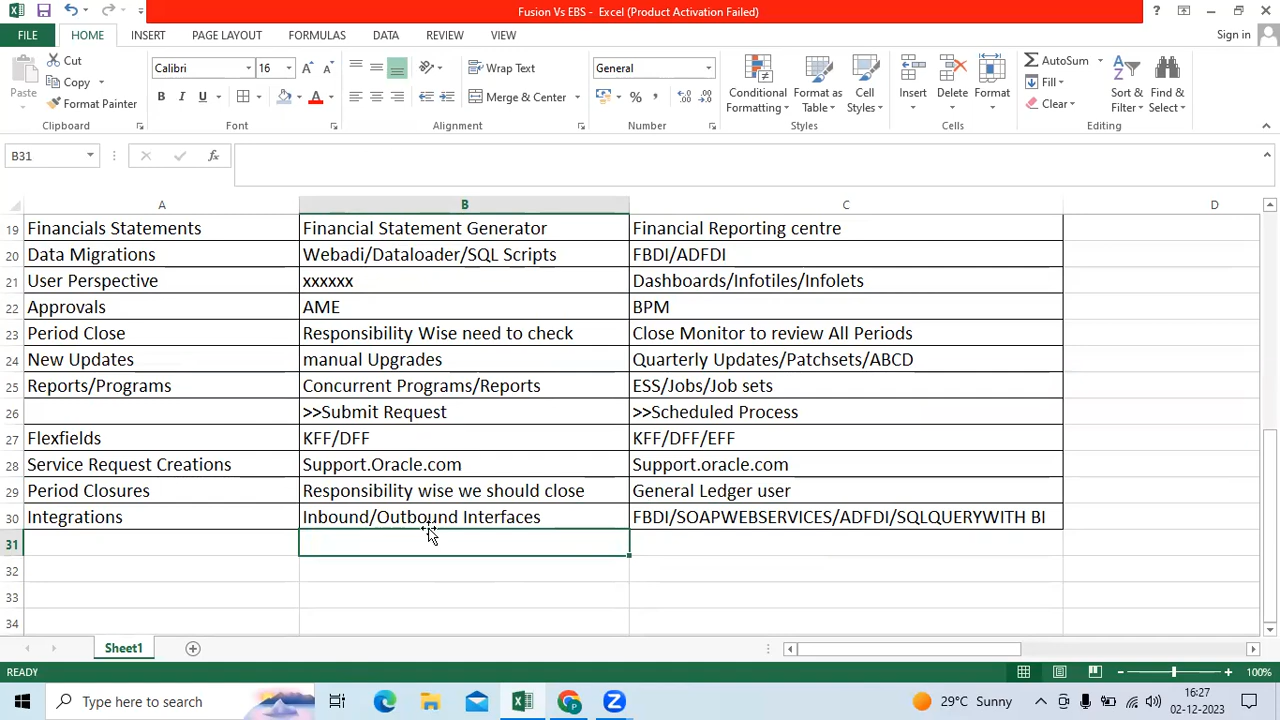 Fusion Vs EBS - Excel (Product Activation Failed)
FILE HOME INSERT PAGE LAYOUT FORMULAS DATA REVIEW VIEW Sign in
Paste Cut Copy Format Painter
Clipboard
Calibri 16
B I U A
Font
Wrap Text
Merge & Center
Alignment
General
%
Number
Conditional Formatting Format as Table Cell Styles
Styles
Insert Delete Format
Cells
AutoSum Fill Clear Sort & Filter Find & Select
Editing
B31 fx
A B C D
19 Financials Statements Financial Statement Generator Financial Reporting centre
20 Data Migrations Webadi/Dataloader/SQL Scripts FBDI/ADFDI
21 User Perspective xxxxxx Dashboards/Infotiles/Infolets
22 Approvals AME BPM
23 Period Close Responsibility Wise need to check Close Monitor to review All Periods
24 New Updates manual Upgrades Quarterly Updates/Patchsets/ABCD
25 Reports/Programs Concurrent Programs/Reports ESS/Jobs/Job sets
26 >>Submit Request >>Scheduled Process
27 Flexfields KFF/DFF KFF/DFF/EFF
28 Service Request Creations Support.Oracle.com Support.oracle.com
29 Period Closures Responsibility wise we should close General Ledger user
30 Integrations Inbound/Outbound Interfaces FBDI/SOAPWEBSERVICES/ADFDI/SQLQUERYWITH BI
31
32
33
34
Sheet1
READY 100%
Type here to search 29°C Sunny 16:27
02-12-2023